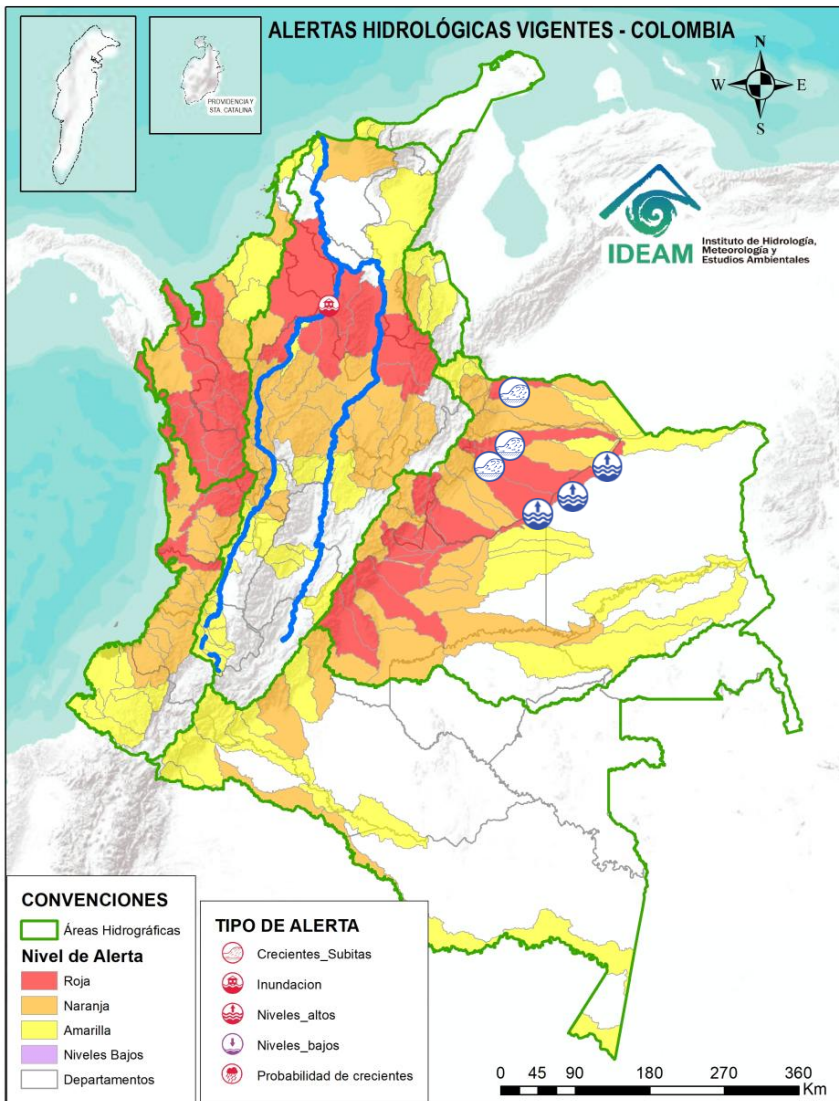 ALERTAS HIDROLÓGICAS VIGENTES - COLOMBIA
PROVIDENCIA Y
STA. CATALINA
N
W
E
S
IDEAM
Instituto de Hidrología,
Meteorología y
Estudios Ambientales
CONVENCIONES
Áreas Hidrográficas
Nivel de Alerta
Roja
Naranja
Amarilla
Niveles Bajos
Departamentos
TIPO DE ALERTA
Crecientes_Subitas
Inundacion
Niveles_altos
Niveles_bajos
Probabilidad de crecientes
0 45 90 180 270 360
Km